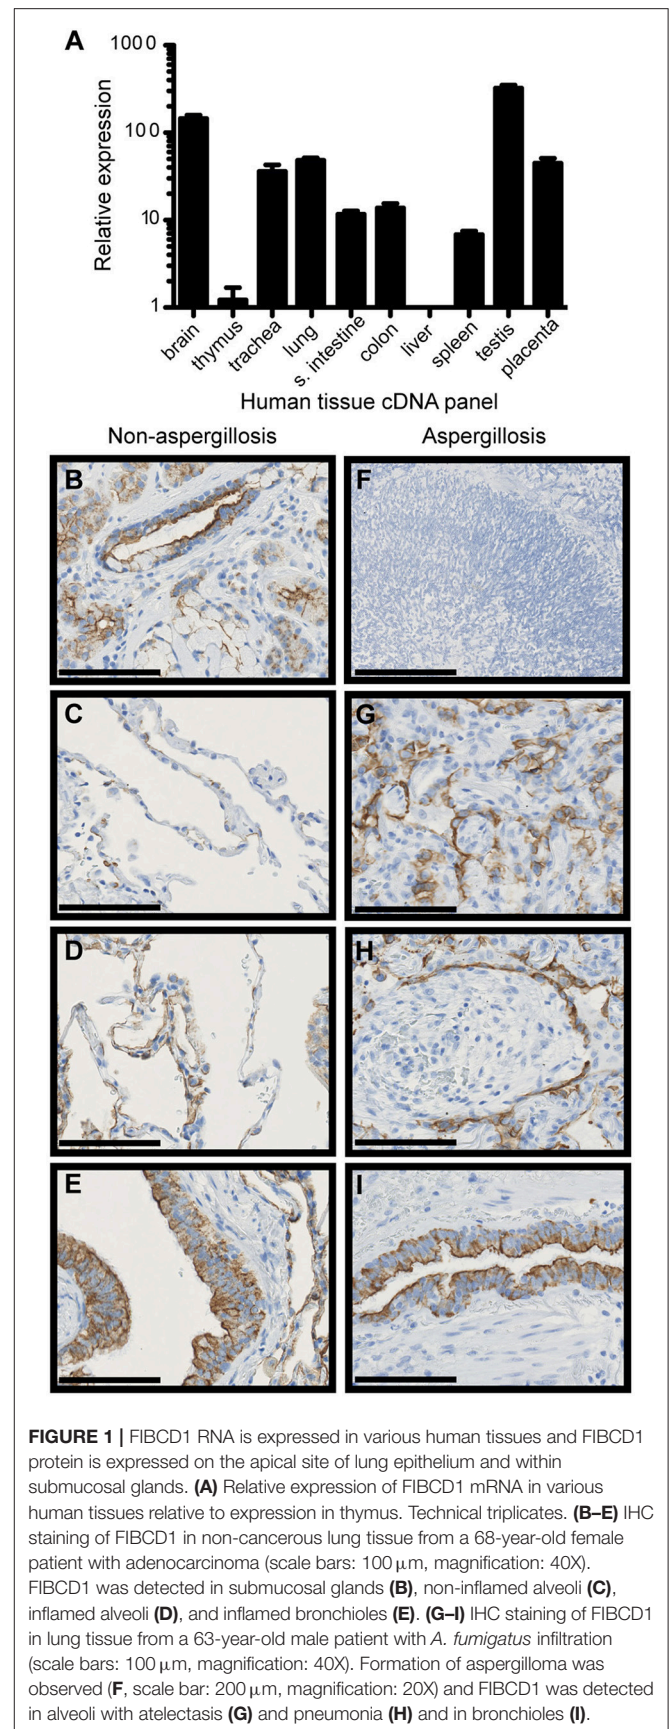 A
1000
100
10
1
Relative expression
brain
thymus
trachea
lung
s. intestine
colon
liver
spleen
testis
placenta
Human tissue cDNA panel
Non-aspergillosis
Aspergillosis
B
F
C
G
D
H
E
I
FIGURE 1 | FIBCD1 RNA is expressed in various human tissues and FIBCD1
protein is expressed on the apical site of lung epithelium and within
submucosal glands. (A) Relative expression of FIBCD1 mRNA in various
human tissues relative to expression in thymus. Technical triplicates. (B–E) IHC
staining of FIBCD1 in non-cancerous lung tissue from a 68-year-old female
patient with adenocarcinoma (scale bars: 100 μm, magnification: 40X).
FIBCD1 was detected in submucosal glands (B), non-inflamed alveoli (C),
inflamed alveoli (D), and inflamed bronchioles (E). (G–I) IHC staining of FIBCD1
in lung tissue from a 63-year-old male patient with A. fumigatus infiltration
(scale bars: 100 μm, magnification: 40X). Formation of aspergilloma was
observed (F, scale bar: 200 μm, magnification: 20X) and FIBCD1 was detected
in alveoli with atelectasis (G) and pneumonia (H) and in bronchioles (I).